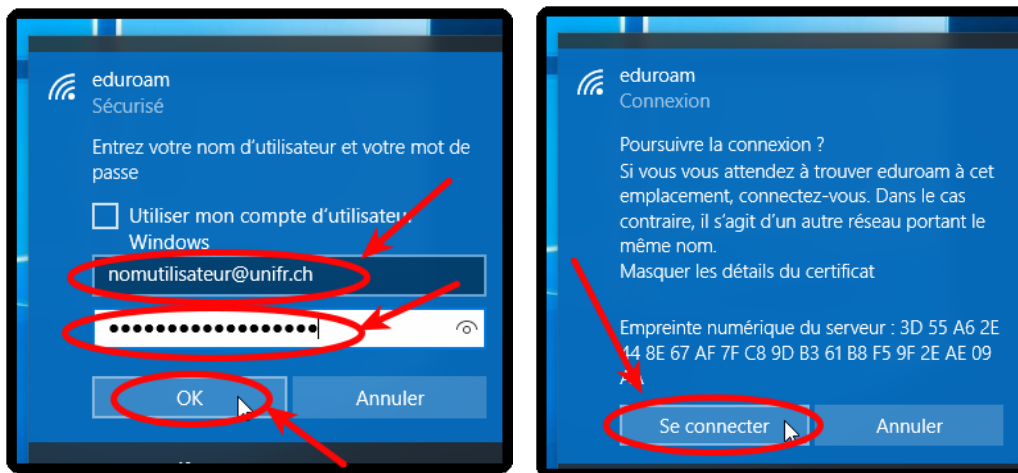 eduroam
Sécurisé
Entrez votre nom d'utilisateur et votre mot de
passe
Utiliser mon compte d'utilisateur
Windows
nomutilisateur@unifr.ch
OK
Annuler
eduroam
Connexion
Poursuivre la connexion ?
Si vous vous attendez à trouver eduroam à cet
emplacement, connectez-vous. Dans le cas
contraire, il s'agit d'un autre réseau portant le
même nom.
Masquer les détails du certificat
Empreinte numérique du serveur : 3D 55 A6 2E
44 8E 67 AF 7F C8 9D B3 61 B8 F5 9F 2E AE 09
Se connecter
Annuler